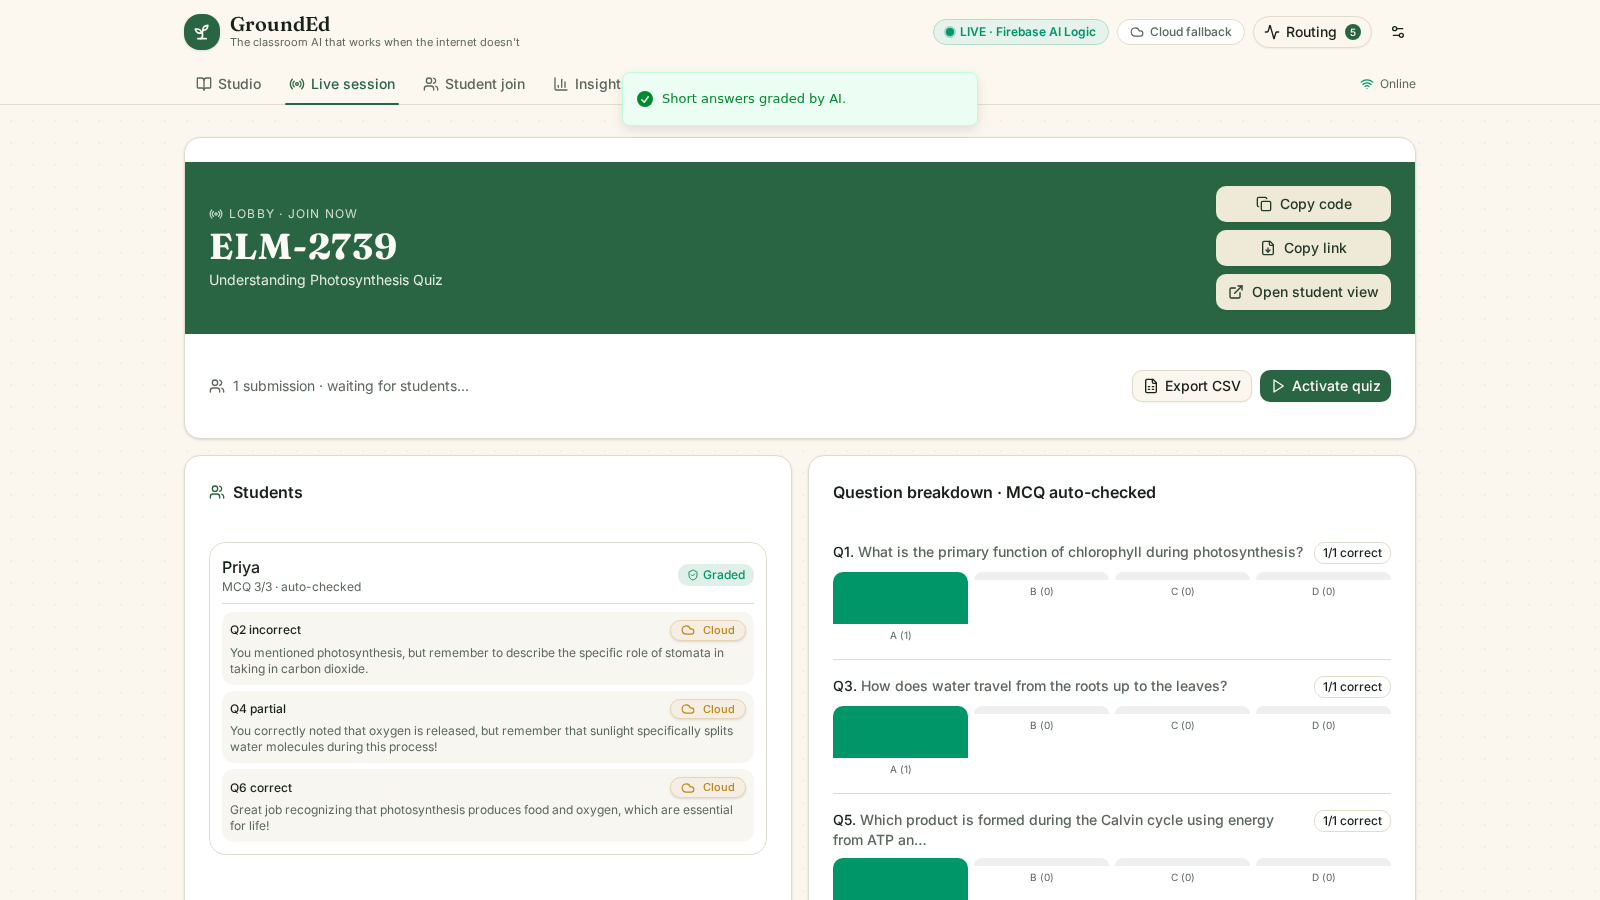 GroundEd
The classroom AI that works when the internet doesn't
LIVE · Firebase AI Logic
Cloud fallback
Routing 5
Studio
Live session
Student join
Insight
Online
Short answers graded by AI.
LOBBY · JOIN NOW
ELM-2739
Understanding Photosynthesis Quiz
Copy code
Copy link
Open student view
1 submission · waiting for students...
Export CSV
Activate quiz
Students
Priya
MCQ 3/3 · auto-checked
Graded
Q2 incorrect
Cloud
You mentioned photosynthesis, but remember to describe the specific role of stomata in
taking in carbon dioxide.
Q4 partial
Cloud
You correctly noted that oxygen is released, but remember that sunlight specifically splits
water molecules during this process!
Q6 correct
Cloud
Great job recognizing that photosynthesis produces food and oxygen, which are essential
for life!
Question breakdown · MCQ auto-checked
Q1. What is the primary function of chlorophyll during photosynthesis?
1/1 correct
A (1)
B (0)
C (0)
D (0)
Q3. How does water travel from the roots up to the leaves?
1/1 correct
A (1)
B (0)
C (0)
D (0)
Q5. Which product is formed during the Calvin cycle using energy
from ATP an...
1/1 correct
B (0)
C (0)
D (0)